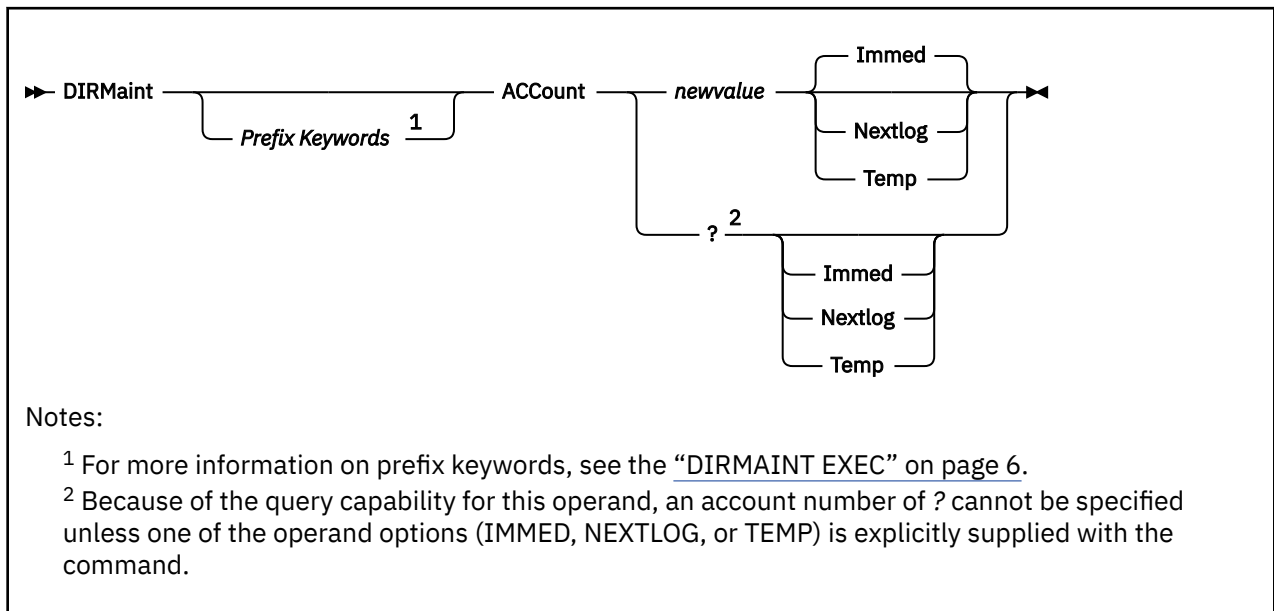 Immed
DIRMaint ACCount newvalue
Prefix Keywords 1
Nextlog
Temp
? 2
Immed
Nextlog
Temp
Notes:
1 For more information on prefix keywords, see the “DIRMAINT EXEC” on page 6.
2 Because of the query capability for this operand, an account number of ? cannot be specified
unless one of the operand options (IMMED, NEXTLOG, or TEMP) is explicitly supplied with the
command.